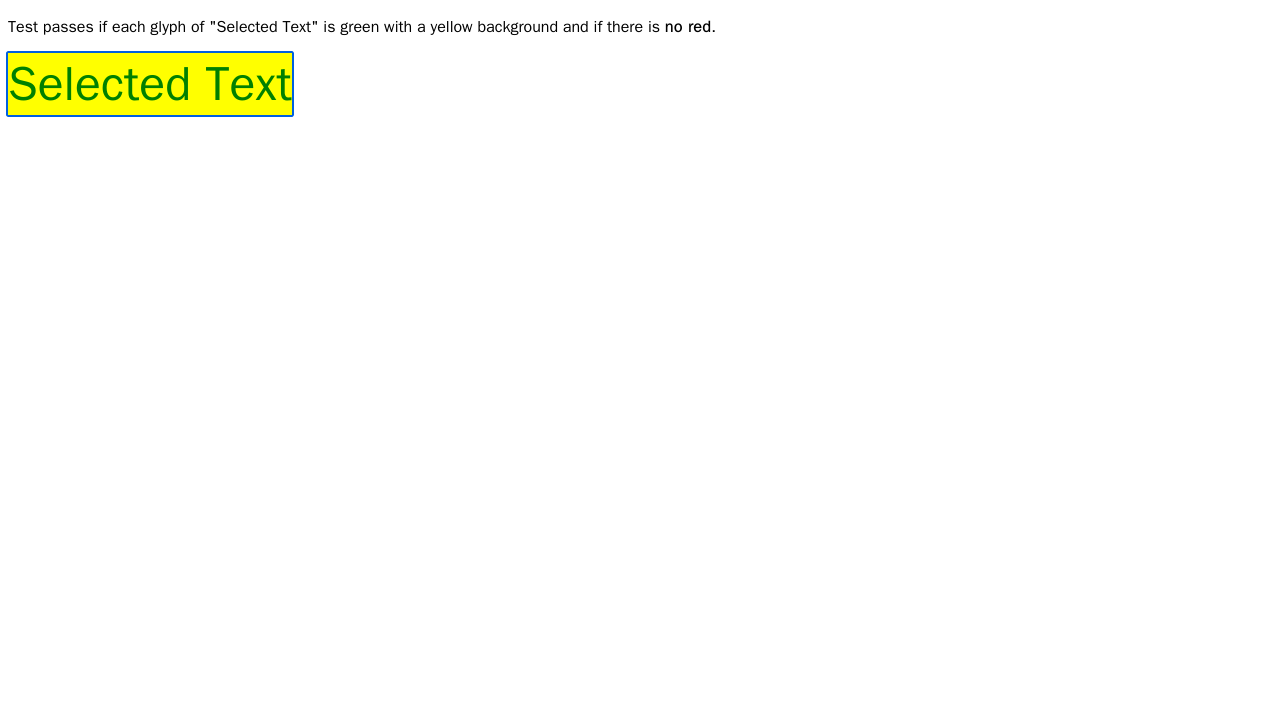 Test passes if each glyph of "Selected Text" is green with a yellow background and if there is no red.
Selected Text